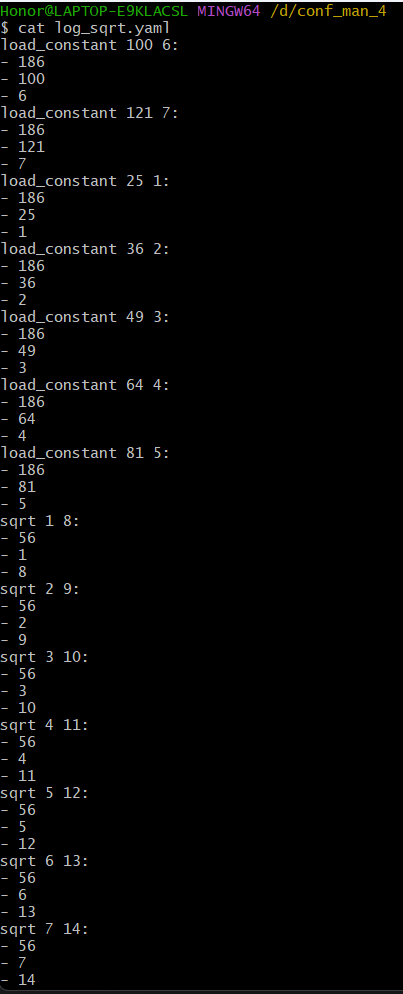 Honor@LAPTOP-E9KLACSL MINGW64 /d/conf_man_4
$ cat log_sqrt.yaml
load_constant 100 6:
- 186
- 100
- 6
load_constant 121 7:
- 186
- 121
- 7
load_constant 25 1:
- 186
- 25
- 1
load_constant 36 2:
- 186
- 36
- 2
load_constant 49 3:
- 186
- 49
- 3
load_constant 64 4:
- 186
- 64
- 4
load_constant 81 5:
- 186
- 81
- 5
sqrt 1 8:
- 56
- 1
- 8
sqrt 2 9:
- 56
- 2
- 9
sqrt 3 10:
- 56
- 3
- 10
sqrt 4 11:
- 56
- 4
- 11
sqrt 5 12:
- 56
- 5
- 12
sqrt 6 13:
- 56
- 6
- 13
sqrt 7 14:
- 56
- 7
- 14